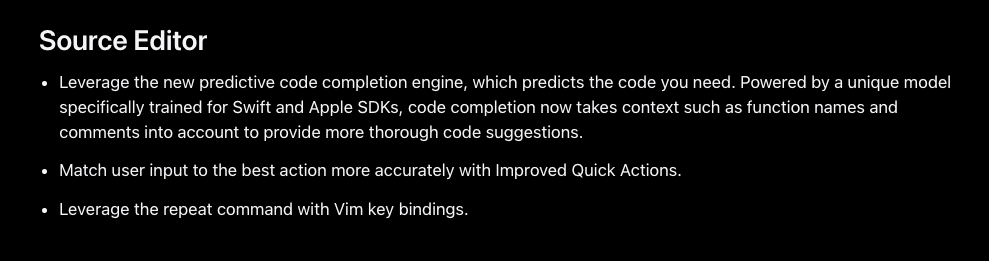 Source Editor
• Leverage the new predictive code completion engine, which predicts the code you need. Powered by a unique model
specifically trained for Swift and Apple SDKs, code completion now takes context such as function names and
comments into account to provide more thorough code suggestions.
• Match user input to the best action more accurately with Improved Quick Actions.
• Leverage the repeat command with Vim key bindings.